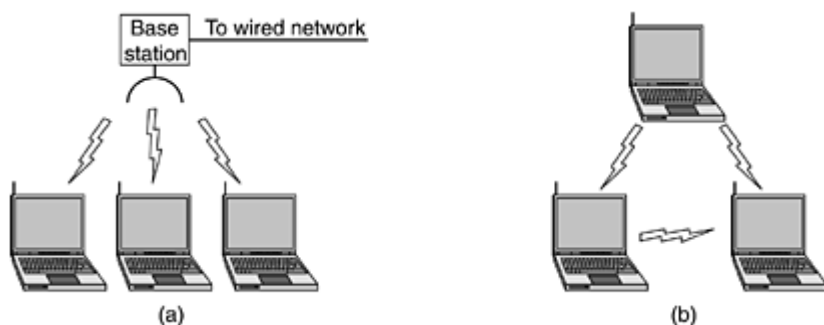 Base
station
To wired network
(a)
(b)